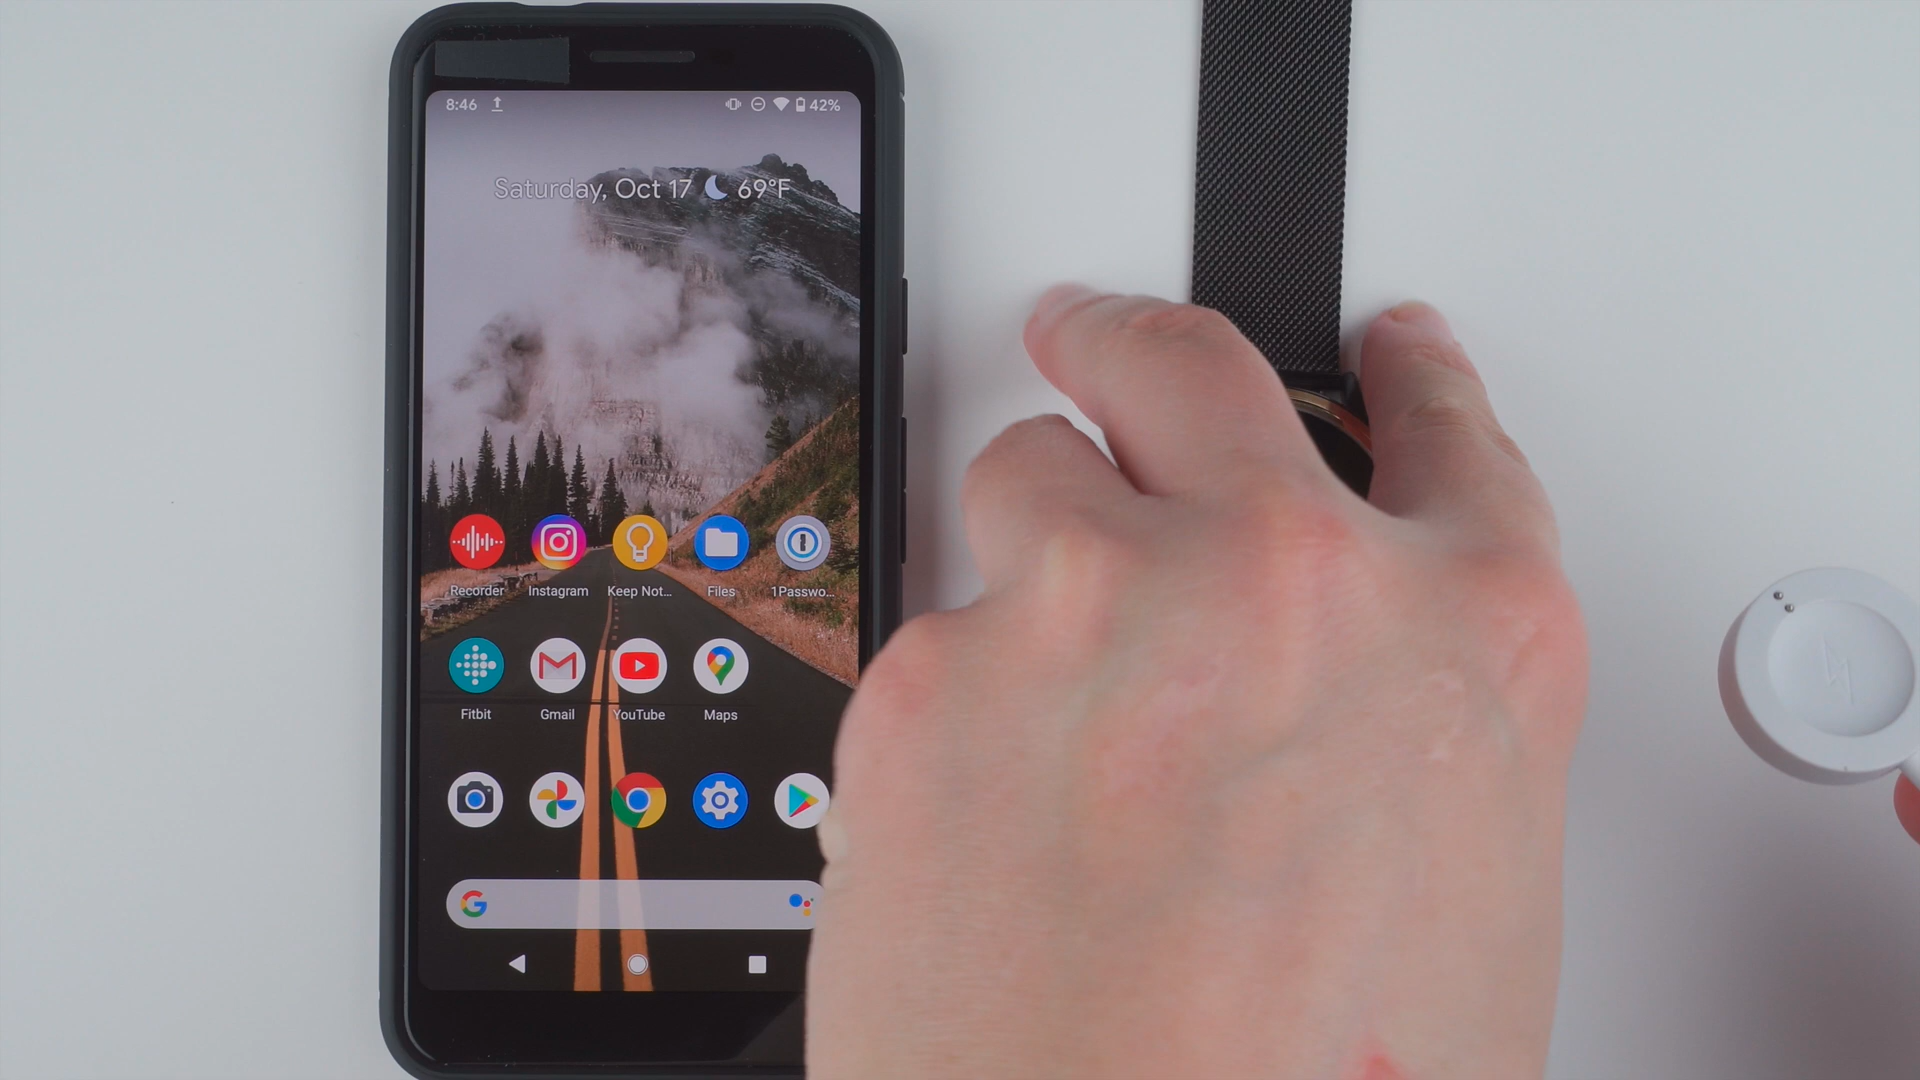 8:46 42%
Saturday, Oct 17 69°F
Recorder Instagram Keep Not... Files 1Passwo...
Fitbit Gmail YouTube Maps